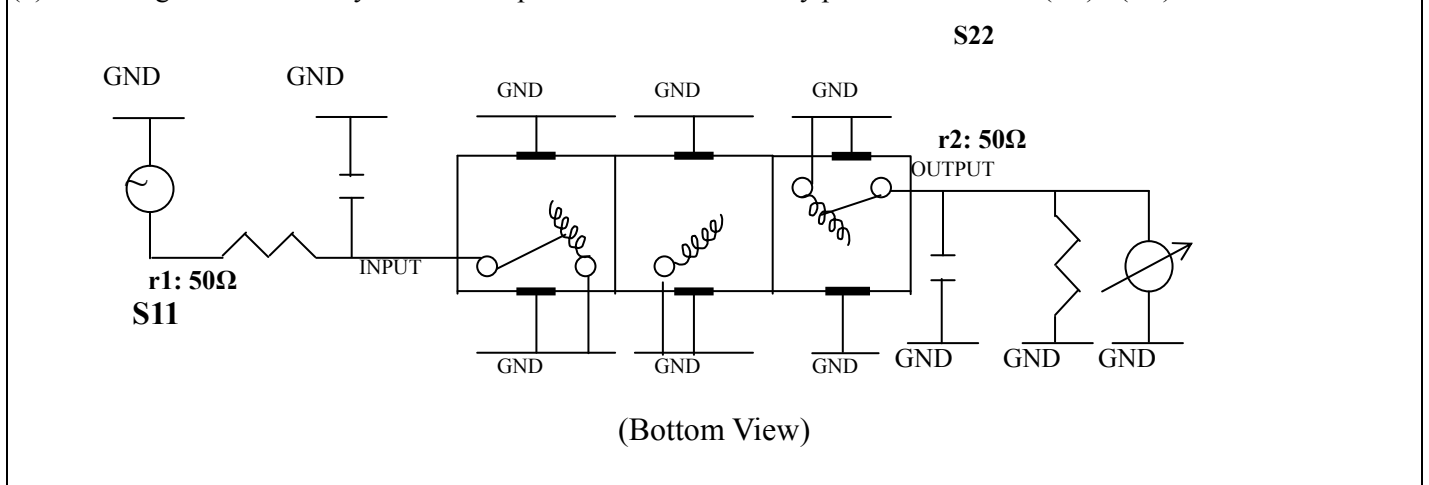 S22
GND GND GND GND GND
r2: 50Ω
OUTPUT
INPUT
r1: 50Ω
S11
GND GND GND GND GND GND
(Bottom View)